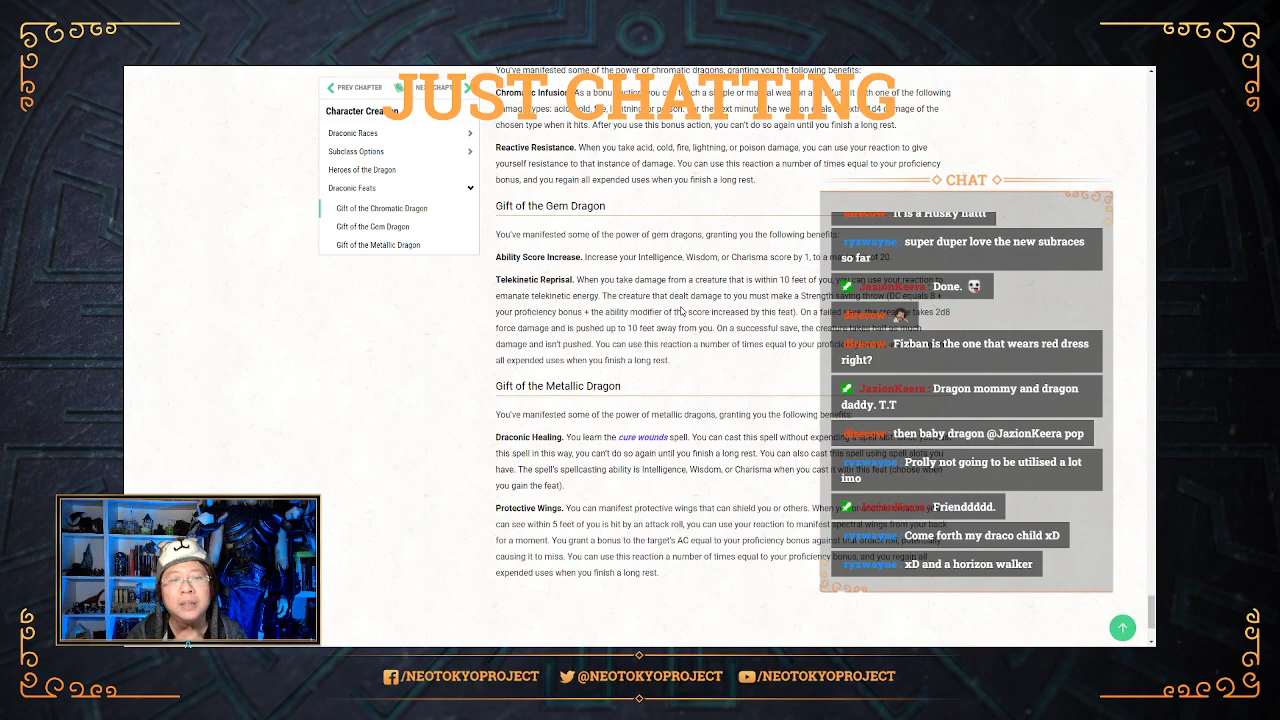 JUST CHATTING
PREV CHAPTER
Character Creation
Draconic Races
Subclass Options
Heroes of the Dragon
Draconic Feats
Gift of the Chromatic Dragon
Gift of the Gem Dragon
Gift of the Metallic Dragon
You've manifested some of the power of chromatic dragons, granting you the following benefits:
chosen type when it hits. After you use this bonus action, you can't do so again until you finish a long rest.
Reactive Resistance. When you take acid, cold, fire, lightning, or poison damage, you can use your reaction to give
yourself resistance to that instance of damage. You can use this reaction a number of times equal to your proficiency
bonus, and you regain all expended uses when you finish a long rest.
Gift of the Gem Dragon
You've manifested some of the power of gem dragons, granting you the following benefits:
Ability Score Increase. Increase your Intelligence, Wisdom, or Charisma score by 1, to a maximum of 20.
Telekinetic Reprisal. When you take damage from a creature that is within 10 feet of you, you can use your reaction to
emanate telekinetic energy. The creature that dealt damage to you must make a Strength saving throw (DC equals 8 +
your proficiency bonus + the ability modifier of the score increased by this feat). On a failed save, the creature takes 2d8
force damage and is pushed up to 10 feet away from you. On a successful save, the creature takes half as much
damage and isn't pushed. You can use this reaction a number of times equal to your proficiency bonus, and you regain
all expended uses when you finish a long rest.
Gift of the Metallic Dragon
You've manifested some of the power of metallic dragons, granting you the following benefits:
Draconic Healing. You learn the cure wounds spell. You can cast this spell without expending a spell slot. Once you cast
this spell in this way, you can't do so again until you finish a long rest. You can also cast this spell using spell slots you
have. The spell's spellcasting ability is Intelligence, Wisdom, or Charisma when you cast it with this feat (choose when
you gain the feat).
Protective Wings. You can manifest protective wings that can shield you or others. When you or another creature you
can see within 5 feet of you is hit by an attack roll, you can use your reaction to manifest spectral wings from your back
for a moment. You grant a bonus to the target's AC equal to your proficiency bonus against that attack roll, potentially
causing it to miss. You can use this reaction a number of times equal to your proficiency bonus, and you regain all
expended uses when you finish a long rest.
CHAT
direcow: It is a Husky hattt
ryzwayne: super duper love the new subraces
so far
JazionKeera: Done.
direcow:
direcow: Fizban is the one that wears red dress
right?
JazionKeera: Dragon mommy and dragon
daddy. T.T
direcow: then baby dragon @JazionKeera pop
ryzwayne: Prolly not going to be utilised a lot
imo
JazionKeera: Frienddddd.
ryzwayne: Come forth my draco child xD
ryzwayne: xD and a horizon walker
/NEOTOKYOPROJECT
@NEOTOKYOPROJECT
/NEOTOKYOPROJECT